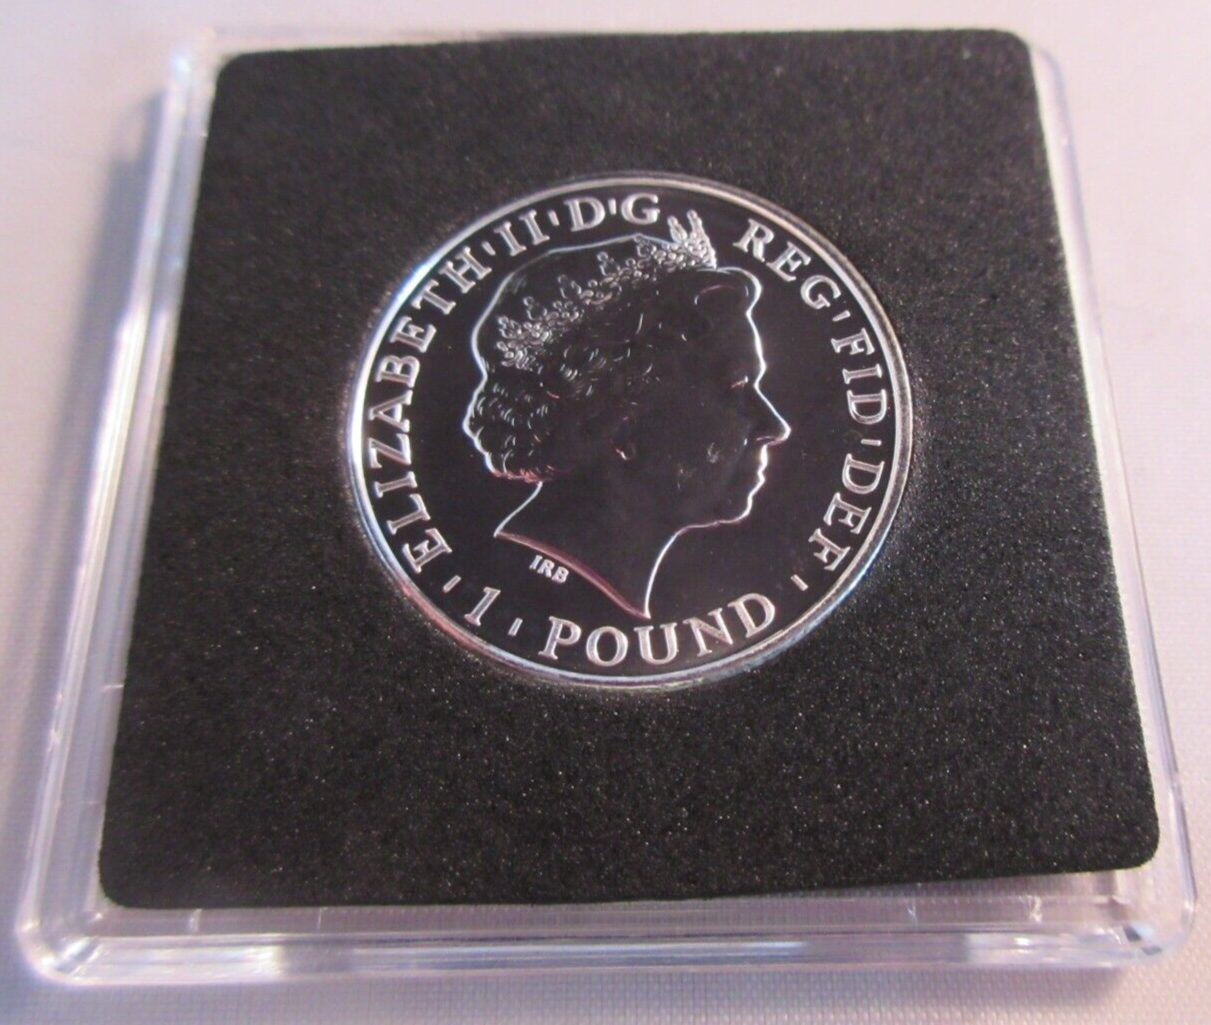 ELIZABETH·II·D·G REG·FID·DEF
· 1 · POUND ·
IRB